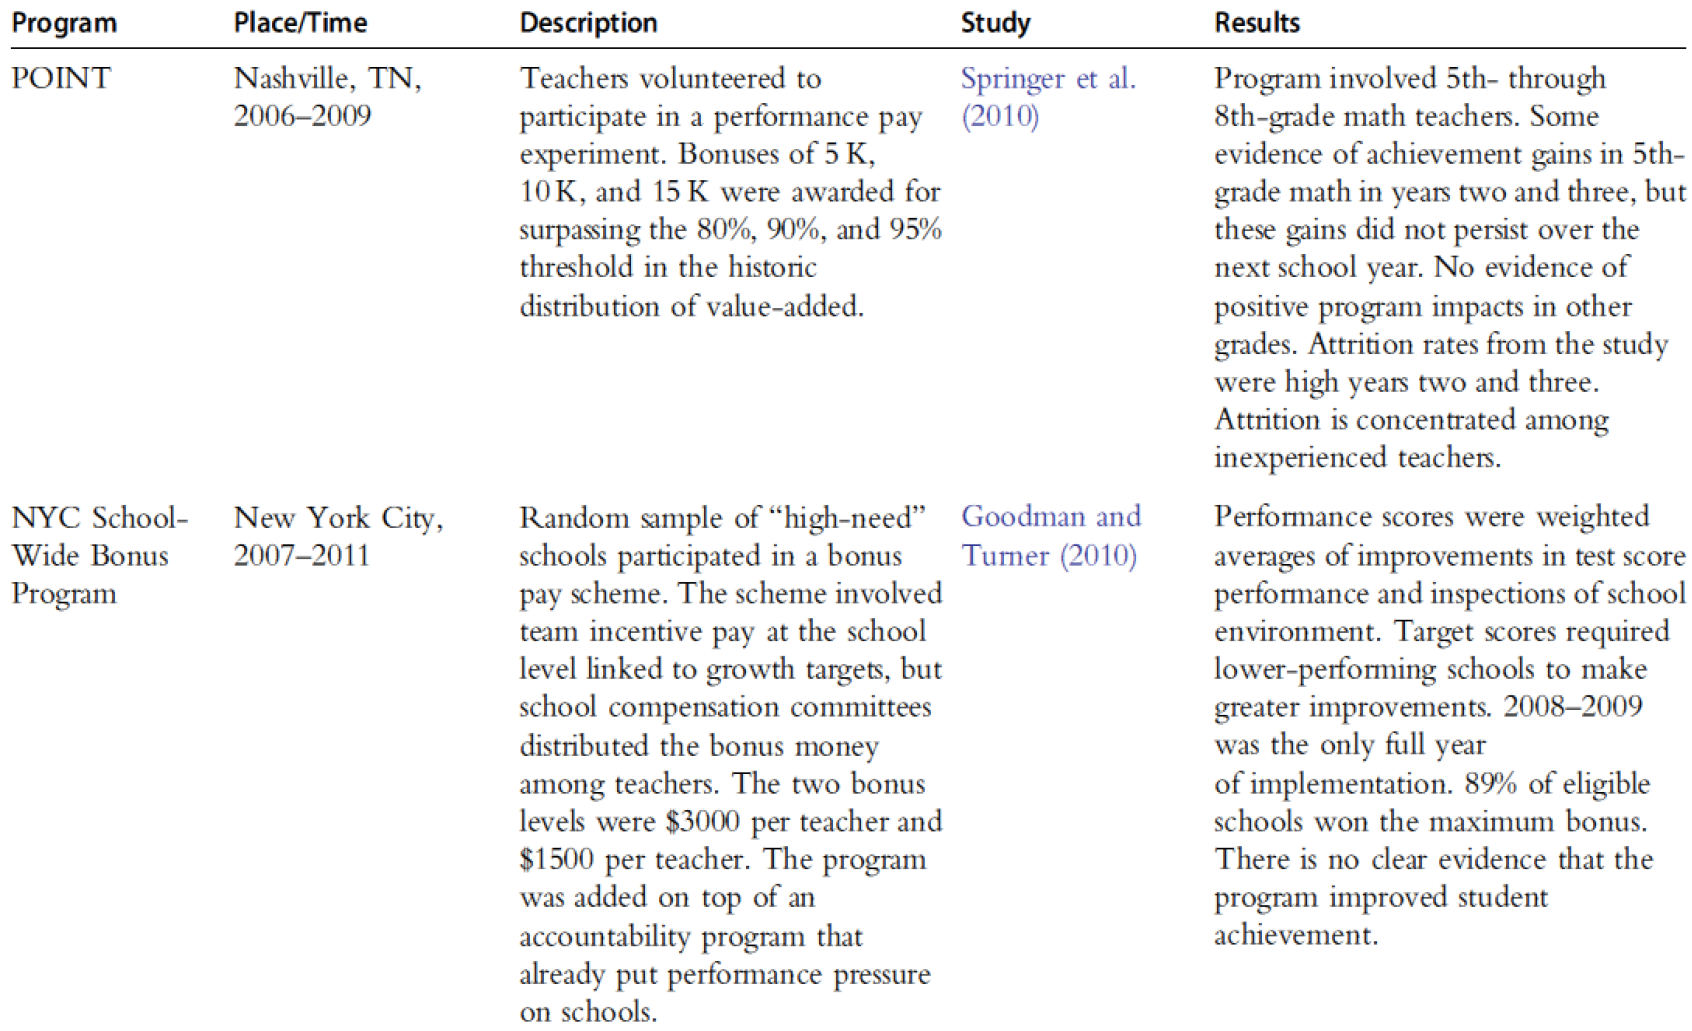 Program Place/Time Description Study Results
POINT
Nashville, TN,
2006–2009
Teachers volunteered to
participate in a performance pay
experiment. Bonuses of 5 K,
10 K, and 15 K were awarded for
surpassing the 80%, 90%, and 95%
threshold in the historic
distribution of value-added.
Springer et al.
(2010)
Program involved 5th- through
8th-grade math teachers. Some
evidence of achievement gains in 5th-
grade math in years two and three, but
these gains did not persist over the
next school year. No evidence of
positive program impacts in other
grades. Attrition rates from the study
were high years two and three.
Attrition is concentrated among
inexperienced teachers.
NYC School-
Wide Bonus
Program
New York City,
2007–2011
Random sample of “high-need”
schools participated in a bonus
pay scheme. The scheme involved
team incentive pay at the school
level linked to growth targets, but
school compensation committees
distributed the bonus money
among teachers. The two bonus
levels were $3000 per teacher and
$1500 per teacher. The program
was added on top of an
accountability program that
already put performance pressure
on schools.
Goodman and
Turner (2010)
Performance scores were weighted
averages of improvements in test score
performance and inspections of school
environment. Target scores required
lower-performing schools to make
greater improvements. 2008–2009
was the only full year
of implementation. 89% of eligible
schools won the maximum bonus.
There is no clear evidence that the
program improved student
achievement.